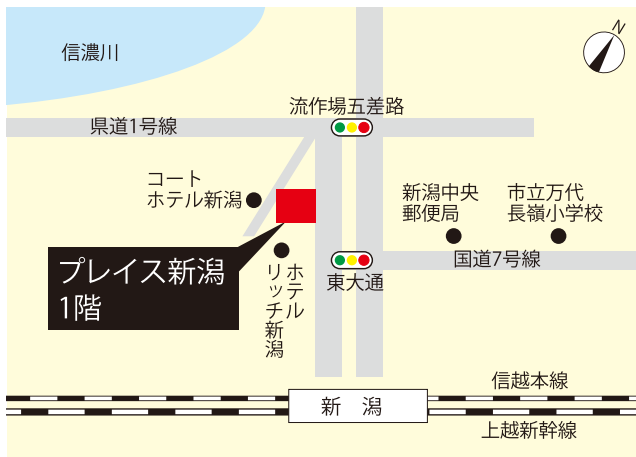 N
信濃川
流作場五差路
県道1号線
コート
ホテル新潟
新潟中央
郵便局
市立万代
長嶺小学校
プレイス新潟
1階
ホテル
リッチ新潟
東大通
国道7号線
信越本線
新潟
上越新幹線